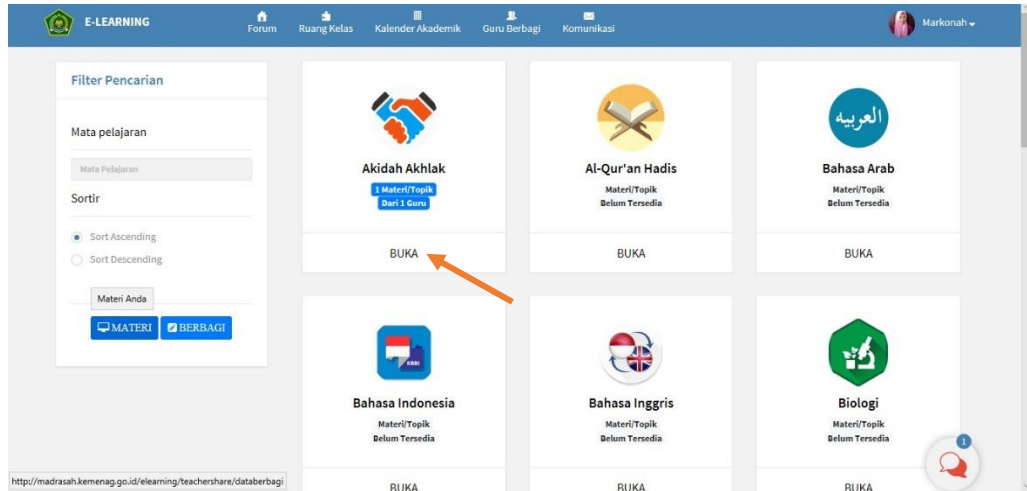 E-LEARNING
Forum
Ruang Kelas
Kalender Akademik
Guru Berbagi
Komunikasi
Markonah
Filter Pencarian
Mata pelajaran
Mata Pelajaran
Sortir
Sort Ascending
Sort Descending
Materi Anda
MATERI
BERBAGI
Akidah Akhlak
1 Materi/Topik
Dari 1 Guru
BUKA
Al-Qur'an Hadis
Materi/Topik
Belum Tersedia
BUKA
العربيه
Bahasa Arab
Materi/Topik
Belum Tersedia
BUKA
KBBI
Bahasa Indonesia
Materi/Topik
Belum Tersedia
BUKA
Bahasa Inggris
Materi/Topik
Belum Tersedia
BUKA
Biologi
Materi/Topik
Belum Tersedia
BUKA
1
http://madrasah.kemenag.go.id/elearning/teachershare/databerbagi